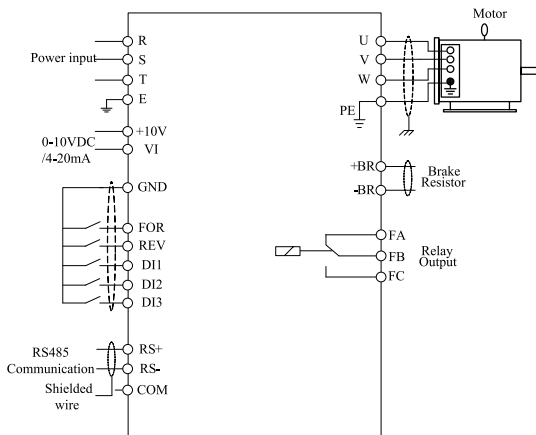 Motor
R
Power input
S
T
E
+10V
0-10VDC
/4-20mA
VI
GND
FOR
REV
DI1
DI2
DI3
RS485
Communication
RS+
RS-
Shielded
wire
COM
U
V
W
PE
+BR
-BR
Brake
Resistor
FA
FB
FC
Relay
Output